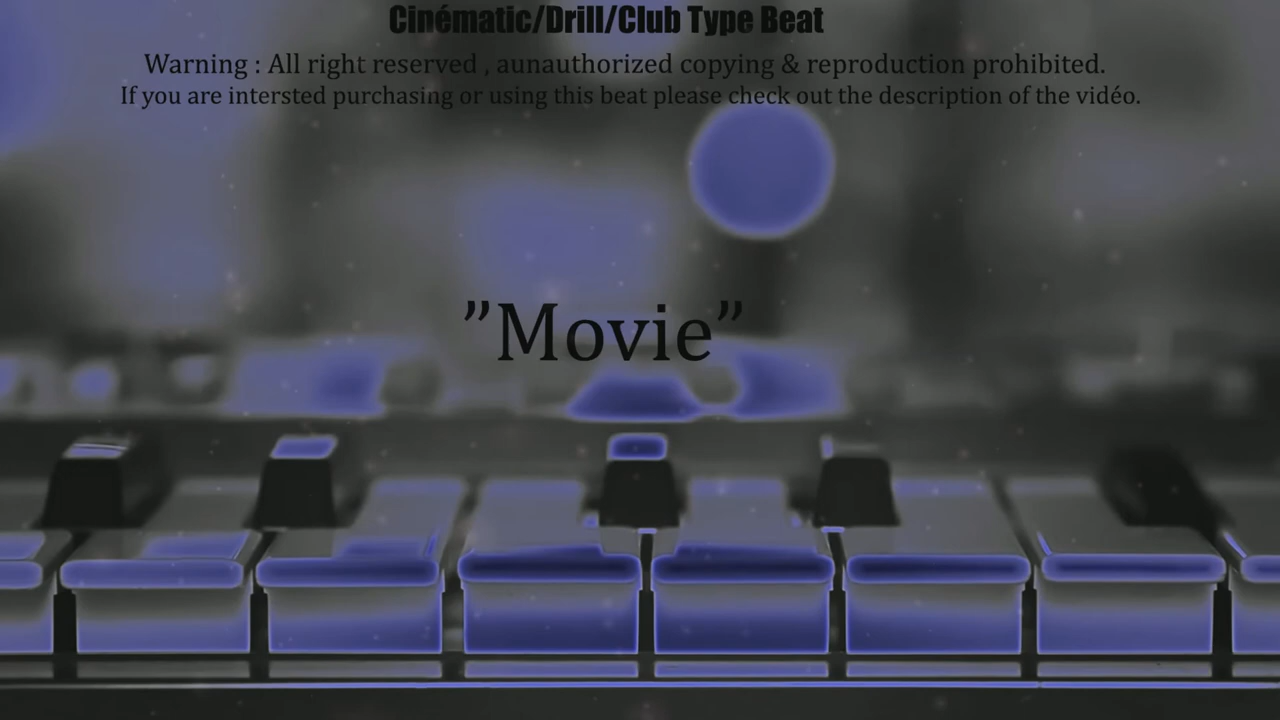 Cinématic/Drill/Club Type Beat
Warning : All right reserved , aunauthorized copying & reproduction prohibited.
If you are intersted purchasing or using this beat please check out the description of the vidéo.
”Movie”